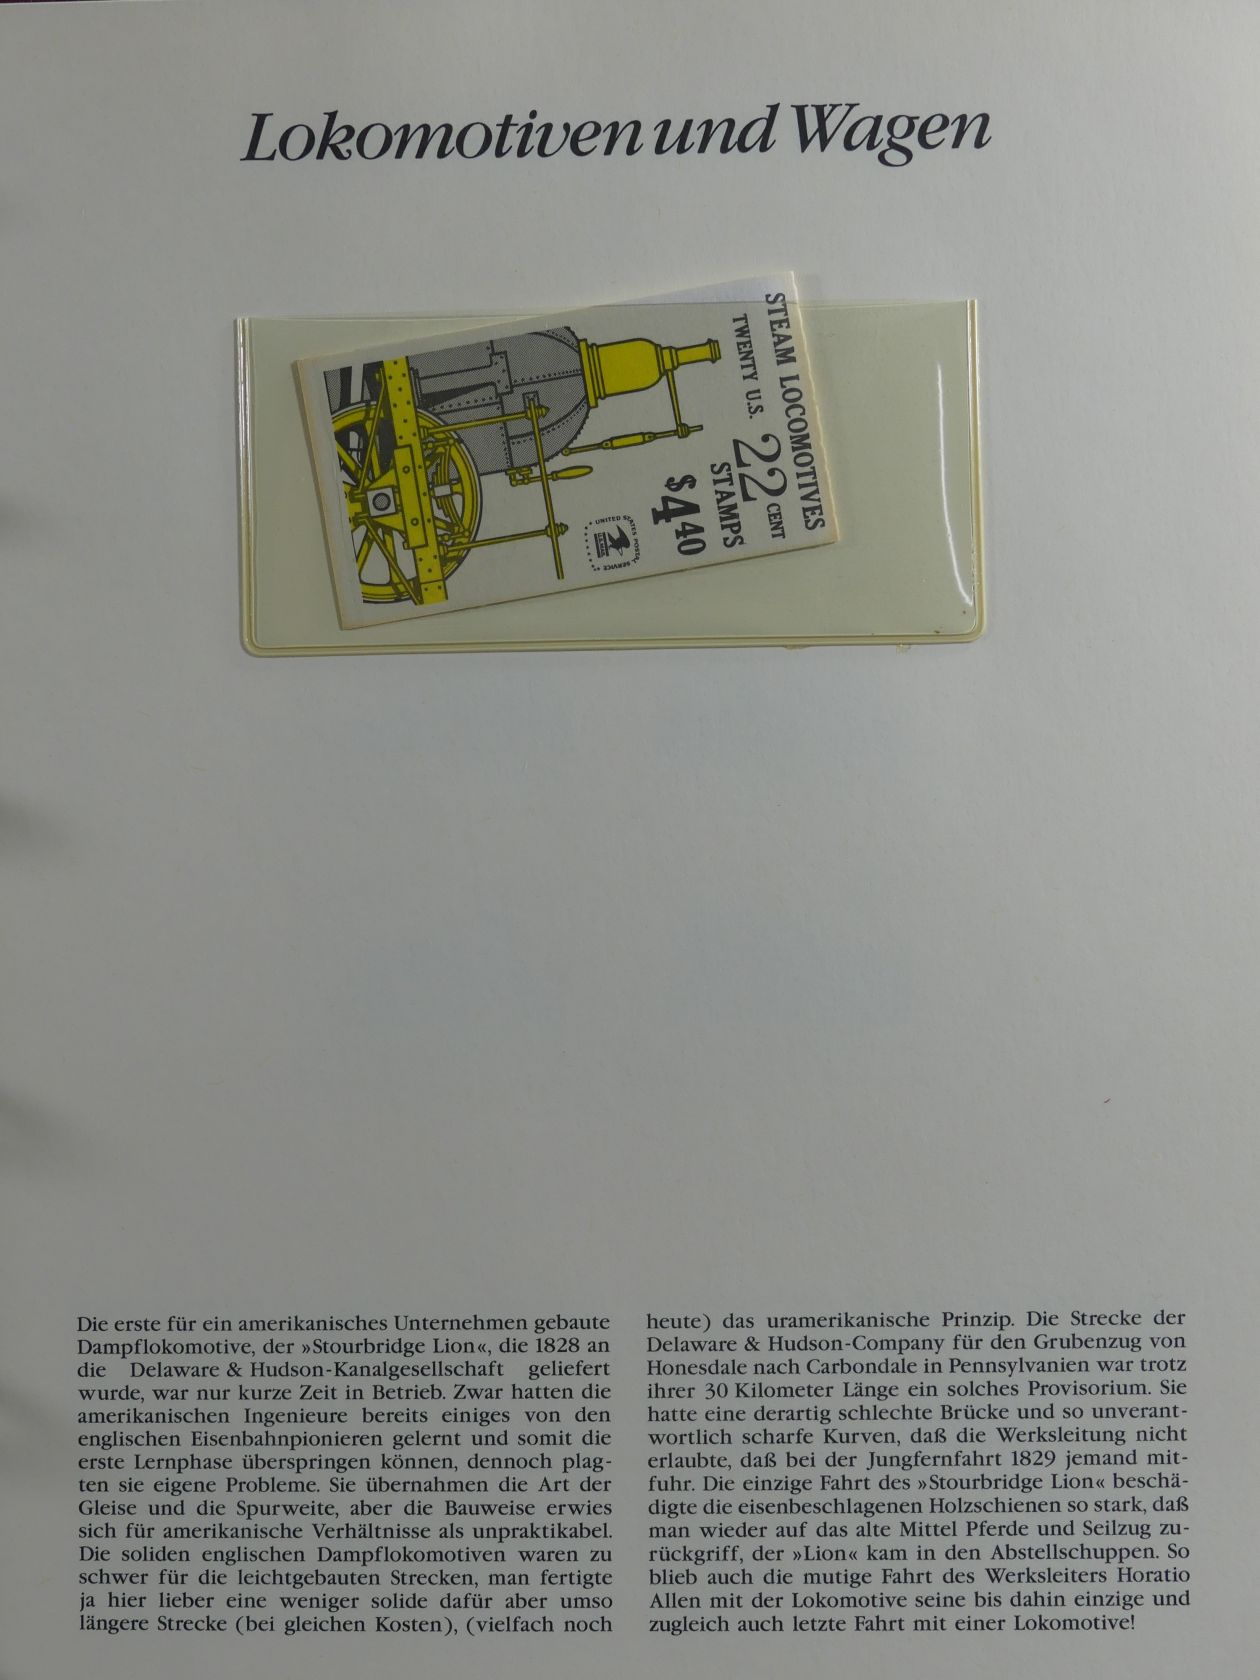 Lokomotiven und Wagen
STEAM LOCOMOTIVES
TWENTY U.S. 22 CENT
STAMPS
$4.40
UNITED STATES POSTAL SERVICE
U.S.MAIL
Die erste für ein amerikanisches Unternehmen gebaute
Dampflokomotive, der »Stourbridge Lion«, die 1828 an
die Delaware & Hudson-Kanalgesellschaft geliefert
wurde, war nur kurze Zeit in Betrieb. Zwar hatten die
amerikanischen Ingenieure bereits einiges von den
englischen Eisenbahnpionieren gelernt und somit die
erste Lernphase überspringen können, dennoch plag-
ten sie eigene Probleme. Sie übernahmen die Art der
Gleise und die Spurweite, aber die Bauweise erwies
sich für amerikanische Verhältnisse als unpraktikabel.
Die soliden englischen Dampflokomotiven waren zu
schwer für die leichtgebauten Strecken, man fertigte
ja hier lieber eine weniger solide dafür aber umso
längere Strecke (bei gleichen Kosten), (vielfach noch
heute) das uramerikanische Prinzip. Die Strecke der
Delaware & Hudson-Company für den Grubenzug von
Honesdale nach Carbondale in Pennsylvanien war trotz
ihrer 30 Kilometer Länge ein solches Provisorium. Sie
hatte eine derartig schlechte Brücke und so unverant-
wortlich scharfe Kurven, daß die Werksleitung nicht
erlaubte, daß bei der Jungfernfahrt 1829 jemand mit-
fuhr. Die einzige Fahrt des »Stourbridge Lion« beschä-
digte die eisenbeschlagenen Holzschienen so stark, daß
man wieder auf das alte Mittel Pferde und Seilzug zu-
rückgriff, der »Lion« kam in den Abstellschuppen. So
blieb auch die mutige Fahrt des Werksleiters Horatio
Allen mit der Lokomotive seine bis dahin einzige und
zugleich auch letzte Fahrt mit einer Lokomotive!